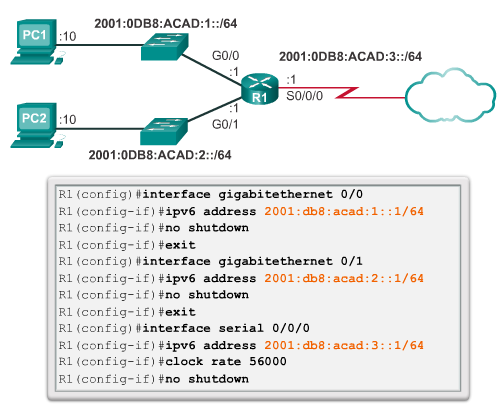 PC1
:10
2001:0DB8:ACAD:1::/64
G0/0
:1
2001:0DB8:ACAD:3::/64
:1
R1
S0/0/0
PC2
:10
:1
G0/1
2001:0DB8:ACAD:2::/64
R1(config)#interface gigabitethernet 0/0
R1(config-if)#ipv6 address 2001:db8:acad:1::1/64
R1(config-if)#no shutdown
R1(config-if)#exit
R1(config)#interface gigabitethernet 0/1
R1(config-if)#ipv6 address 2001:db8:acad:2::1/64
R1(config-if)#no shutdown
R1(config-if)#exit
R1(config-if)#interface serial 0/0/0
R1(config-if)#ipv6 address 2001:db8:acad:3::1/64
R1(config-if)#clock rate 56000
R1(config-if)#no shutdown